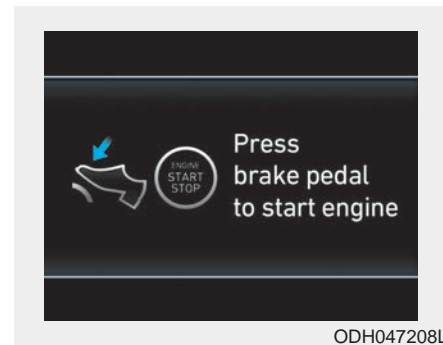 ENGINE
START
STOP
Press
brake pedal
to start engine
ODH047208L